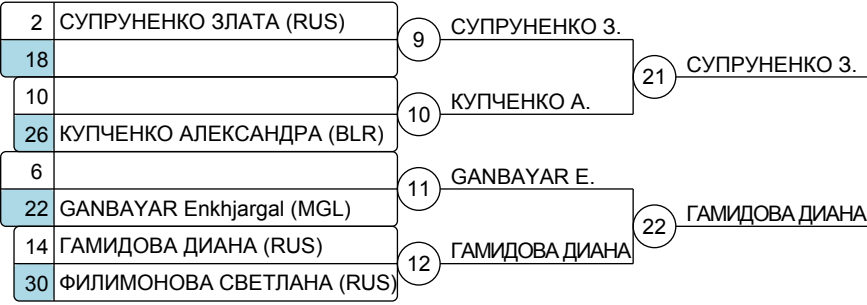 2 СУПРУНЕНКО ЗЛАТА (RUS)
18
9
СУПРУНЕНКО З.
10
26 КУПЧЕНКО АЛЕКСАНДРА (BLR)
10
КУПЧЕНКО А.
21
СУПРУНЕНКО З.
6
22 GANBAYAR Enkhjargal (MGL)
11
GANBAYAR E.
14 ГАМИДОВА ДИАНА (RUS)
30 ФИЛИМОНОВА СВЕТЛАНА (RUS)
12
ГАМИДОВА ДИАНА
22
ГАМИДОВА ДИАНА